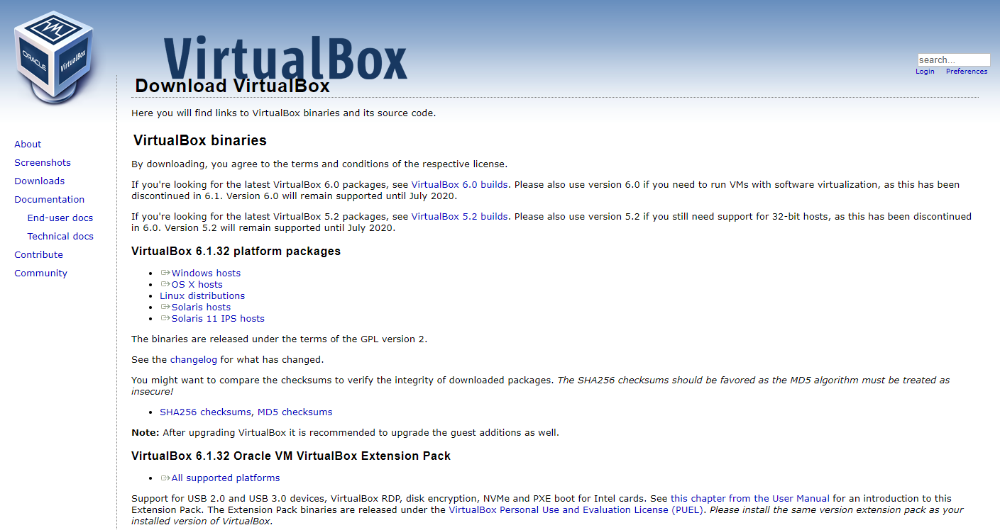 ORACLE
VirtualBox
VirtualBox
search...
Login Preferences
Download VirtualBox
Here you will find links to VirtualBox binaries and its source code.
About
Screenshots
Downloads
Documentation
End-user docs
Technical docs
Contribute
Community
VirtualBox binaries
By downloading, you agree to the terms and conditions of the respective license.
If you're looking for the latest VirtualBox 6.0 packages, see VirtualBox 6.0 builds. Please also use version 6.0 if you need to run VMs with software virtualization, as this has been
discontinued in 6.1. Version 6.0 will remain supported until July 2020.
If you're looking for the latest VirtualBox 5.2 packages, see VirtualBox 5.2 builds. Please also use version 5.2 if you still need support for 32-bit hosts, as this has been discontinued
in 6.0. Version 5.2 will remain supported until July 2020.
VirtualBox 6.1.32 platform packages
• Windows hosts
• OS X hosts
• Linux distributions
• Solaris hosts
• Solaris 11 IPS hosts
The binaries are released under the terms of the GPL version 2.
See the changelog for what has changed.
You might want to compare the checksums to verify the integrity of downloaded packages. The SHA256 checksums should be favored as the MD5 algorithm must be treated as
insecure!
• SHA256 checksums, MD5 checksums
Note: After upgrading VirtualBox it is recommended to upgrade the guest additions as well.
VirtualBox 6.1.32 Oracle VM VirtualBox Extension Pack
• All supported platforms
Support for USB 2.0 and USB 3.0 devices, VirtualBox RDP, disk encryption, NVMe and PXE boot for Intel cards. See this chapter from the User Manual for an introduction to this
Extension Pack. The Extension Pack binaries are released under the VirtualBox Personal Use and Evaluation License (PUEL). Please install the same version extension pack as your
installed version of VirtualBox.